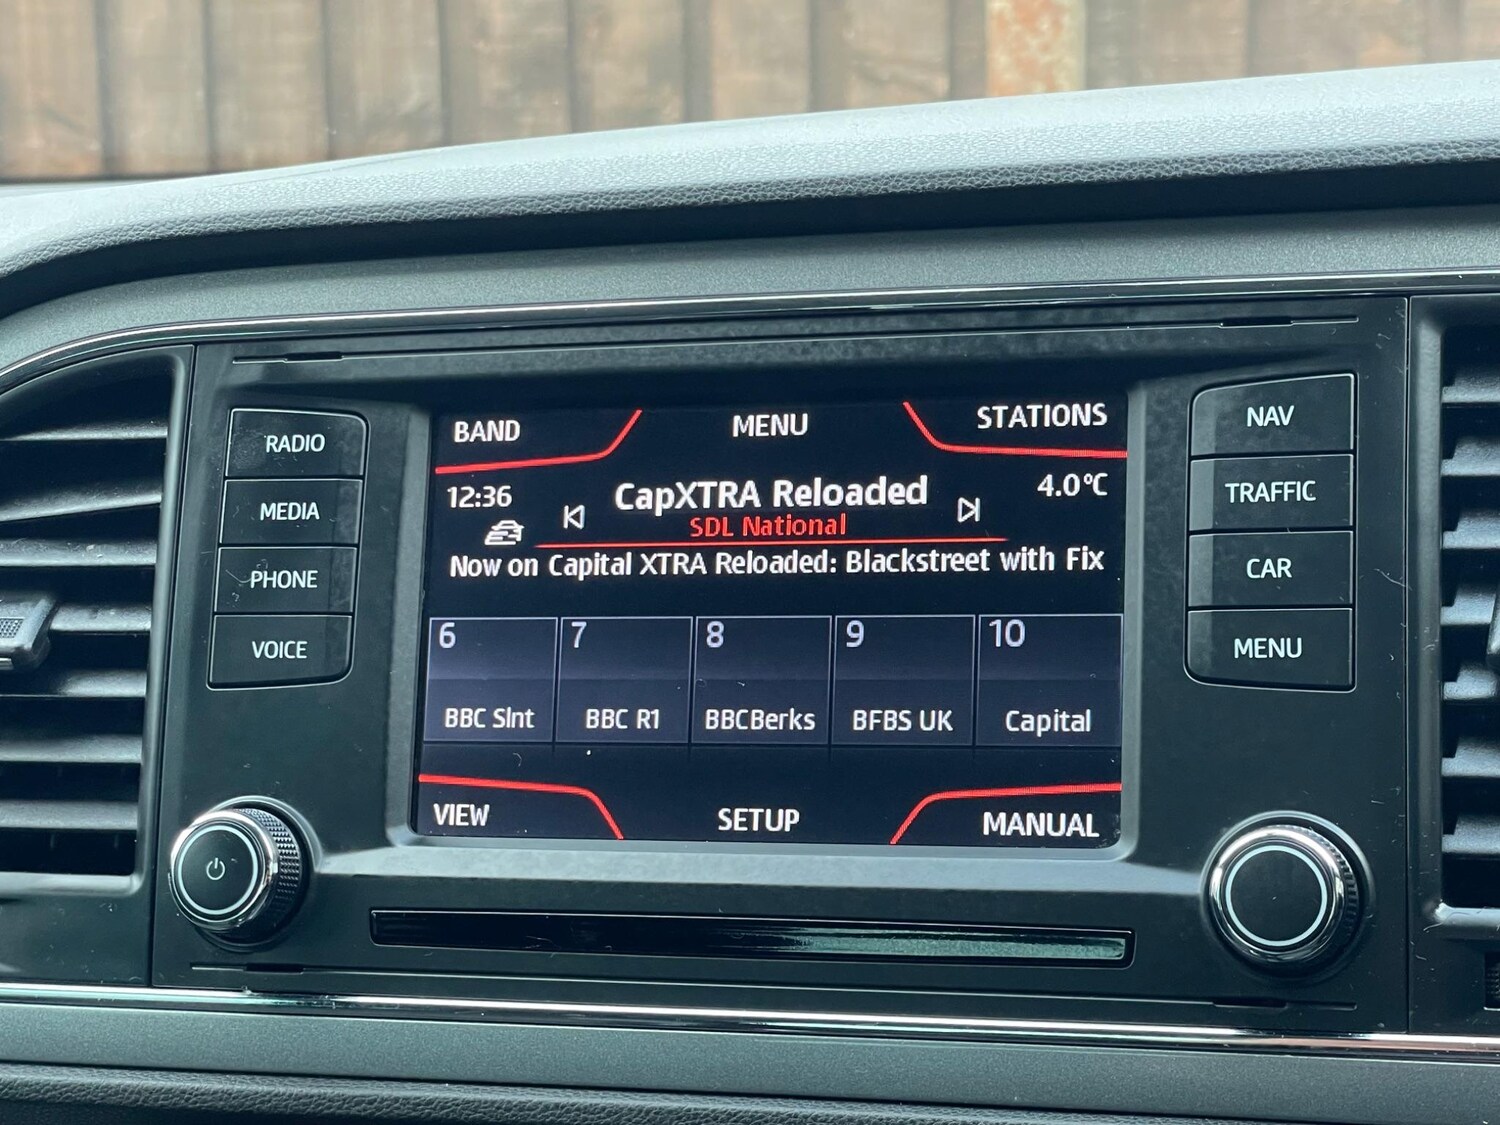 RADIO
MEDIA
PHONE
VOICE
BAND
MENU
STATIONS
12:36
CapXTRA Reloaded
4.0°C
SDL National
Now on Capital XTRA Reloaded: Blackstreet with Fix
6
7
8
9
10
BBC Slnt
BBC R1
BBCBerks
BFBS UK
Capital
VIEW
SETUP
MANUAL
NAV
TRAFFIC
CAR
MENU